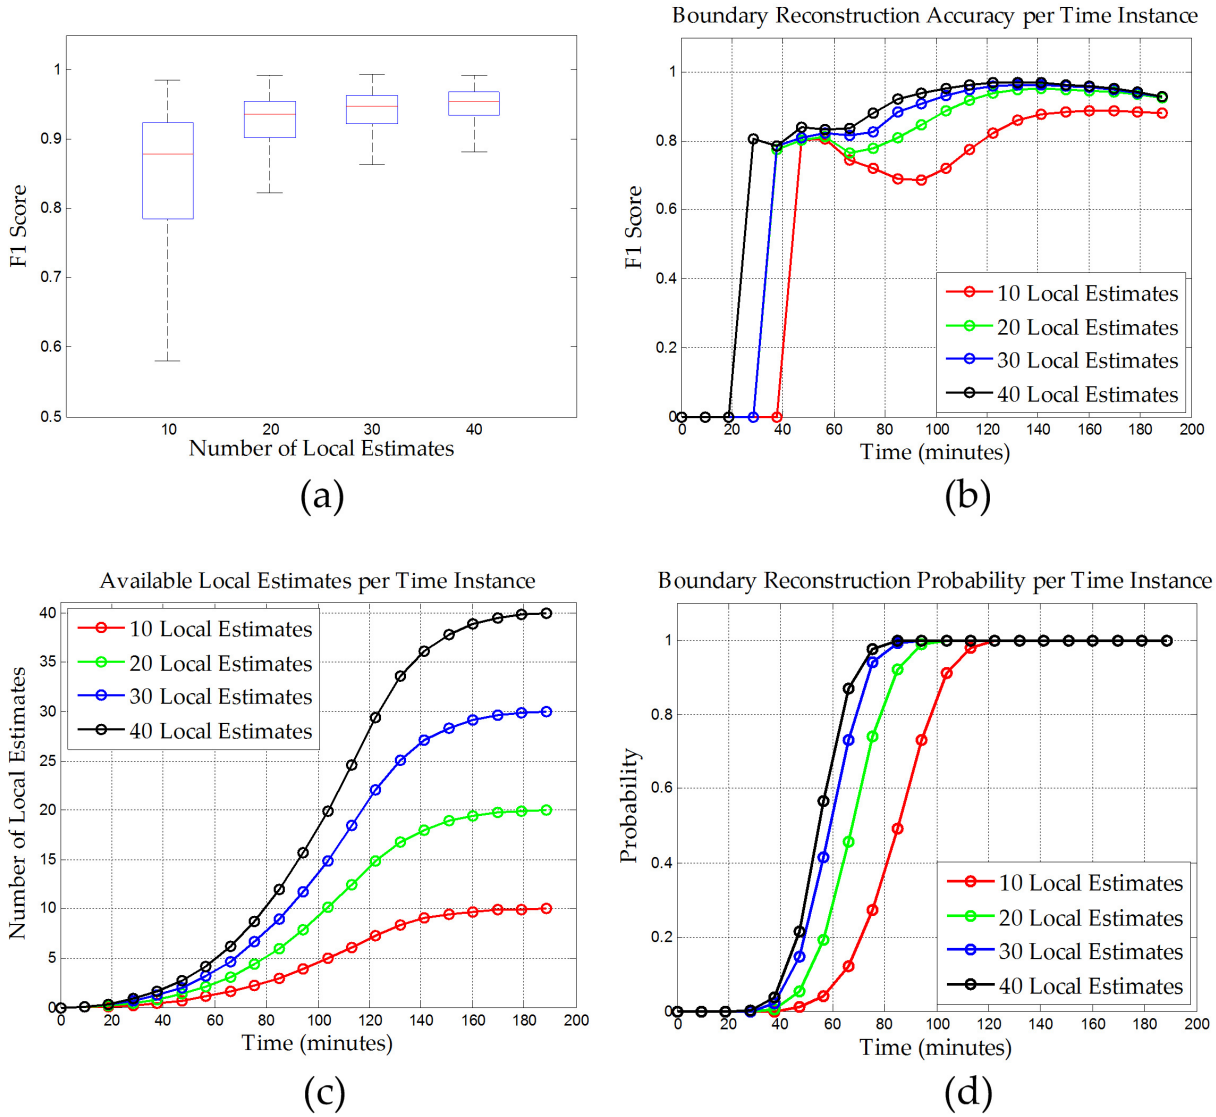 1
0.9
0.8
0.7
0.6
0.5
F1 Score
10 20 30 40
Number of Local Estimates
(a)
Boundary Reconstruction Accuracy per Time Instance
1
0.8
0.6
0.4
0.2
0
F1 Score
10 Local Estimates
20 Local Estimates
30 Local Estimates
40 Local Estimates
0 20 40 60 80 100 120 140 160 180 200
Time (minutes)
(b)
Available Local Estimates per Time Instance
40
35
30
25
20
15
10
5
0
Number of Local Estimates
10 Local Estimates
20 Local Estimates
30 Local Estimates
40 Local Estimates
0 20 40 60 80 100 120 140 160 180 200
Time (minutes)
(c)
Boundary Reconstruction Probability per Time Instance
1
0.8
0.6
0.4
0.2
0
Probability
10 Local Estimates
20 Local Estimates
30 Local Estimates
40 Local Estimates
0 20 40 60 80 100 120 140 160 180 200
Time (minutes)
(d)